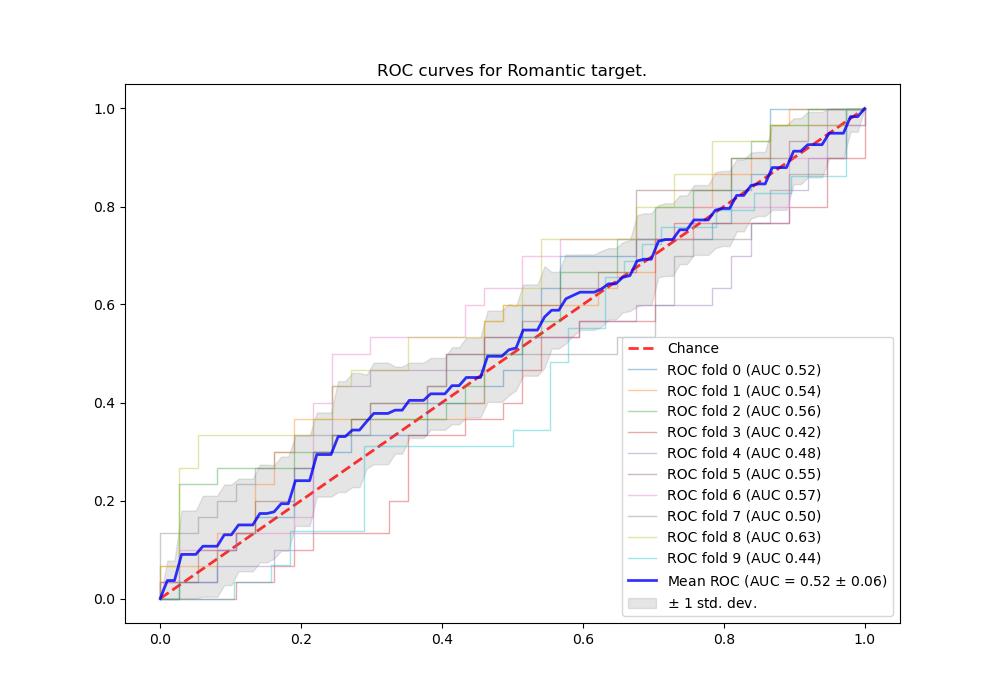 ROC curves for Romantic target.
1.0
0.8
0.6
0.4
0.2
0.0
Chance
ROC fold 0 (AUC 0.52)
ROC fold 1 (AUC 0.54)
ROC fold 2 (AUC 0.56)
ROC fold 3 (AUC 0.42)
ROC fold 4 (AUC 0.48)
ROC fold 5 (AUC 0.55)
ROC fold 6 (AUC 0.57)
ROC fold 7 (AUC 0.50)
ROC fold 8 (AUC 0.63)
ROC fold 9 (AUC 0.44)
Mean ROC (AUC = 0.52 ± 0.06)
± 1 std. dev.
0.0 0.2 0.4 0.6 0.8 1.0